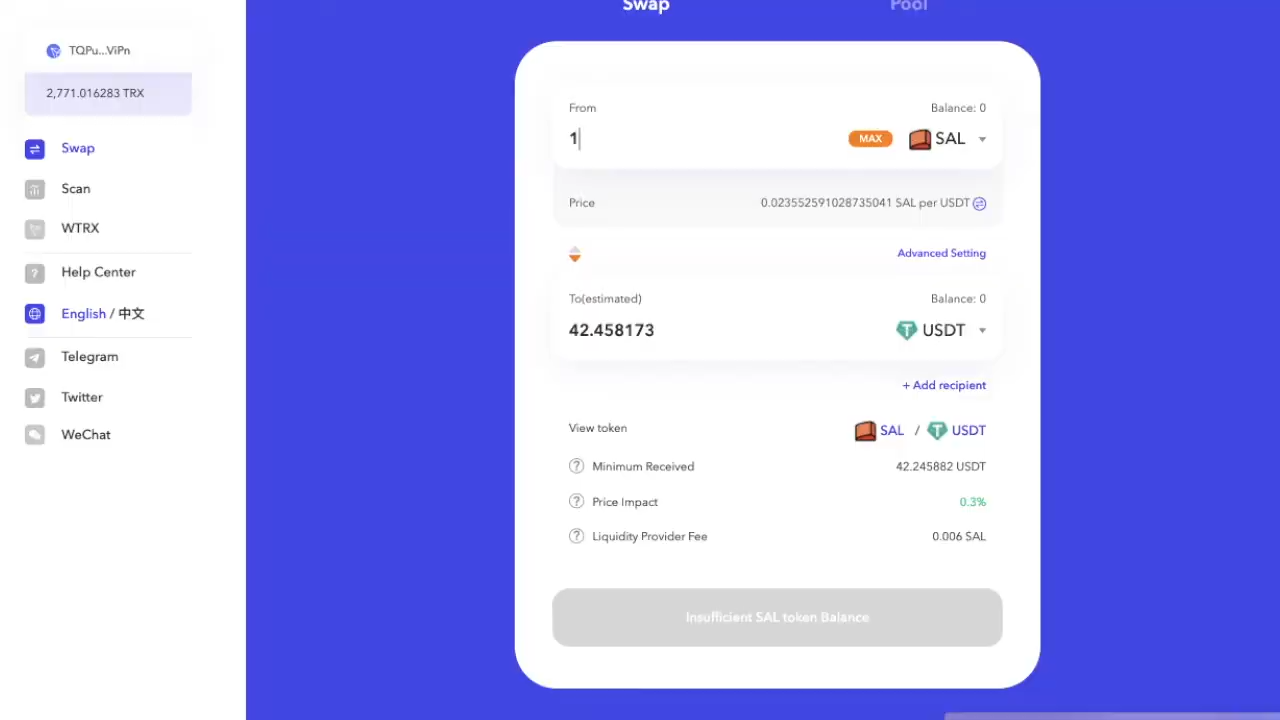 Swap
Pool
TQPu...ViPn
2,771.016283 TRX
Swap
Scan
WTRX
Help Center
English / 中文
Telegram
Twitter
WeChat
From
Balance: 0
1
MAX
SAL
Price
0.023552591028735041 SAL per USDT
Advanced Setting
To(estimated)
Balance: 0
42.458173
USDT
+ Add recipient
View token
SAL / USDT
? Minimum Received
42.245882 USDT
? Price Impact
0.3%
? Liquidity Provider Fee
0.006 SAL
Insufficient SAL token Balance